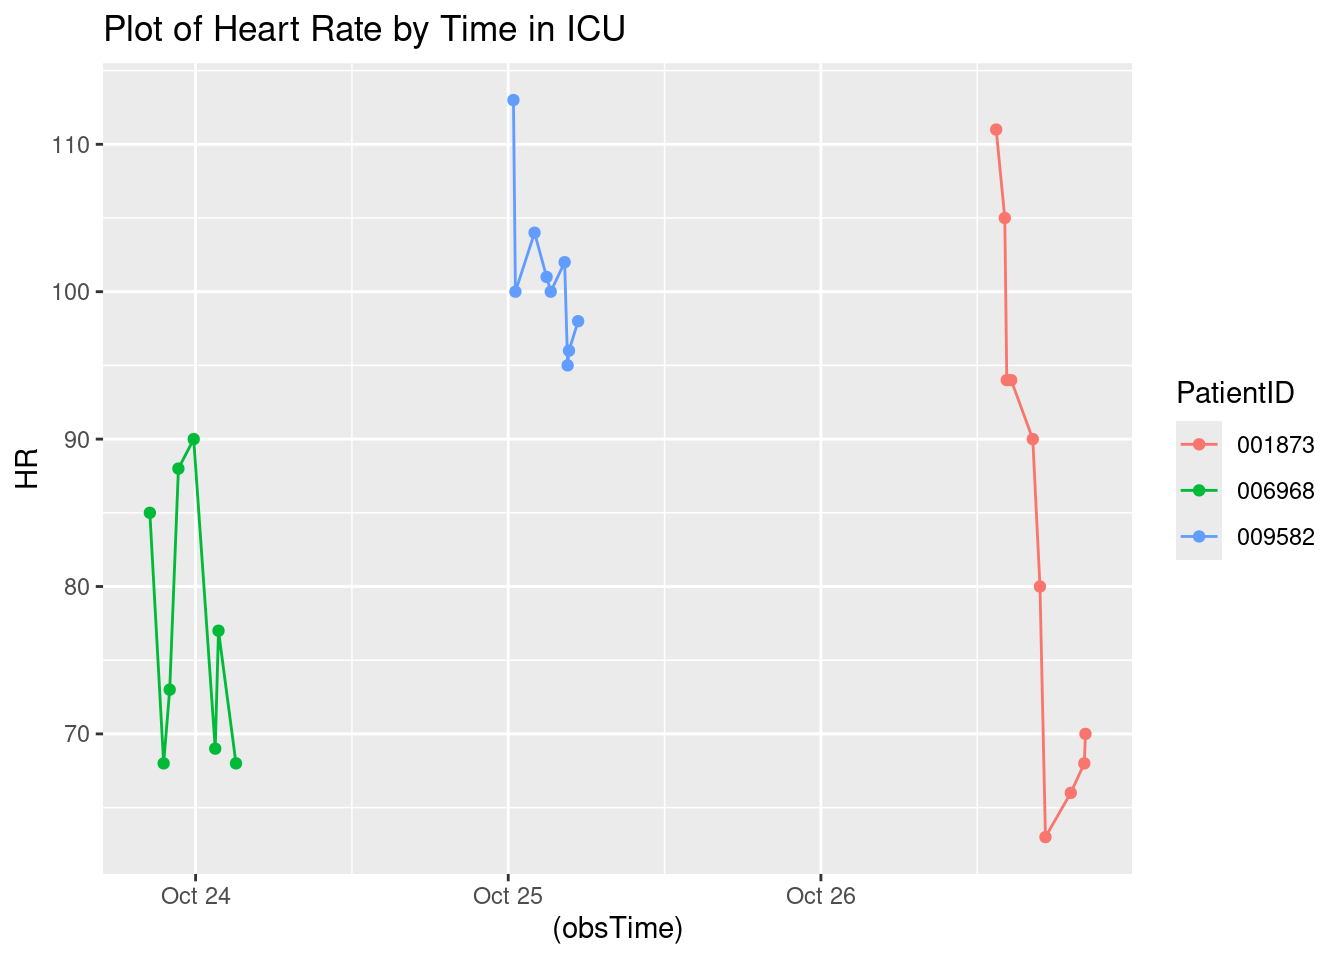 Plot of Heart Rate by Time in ICU
HR
110
100
90
80
70
Oct 24 Oct 25 Oct 26
(obsTime)
PatientID
001873
006968
009582